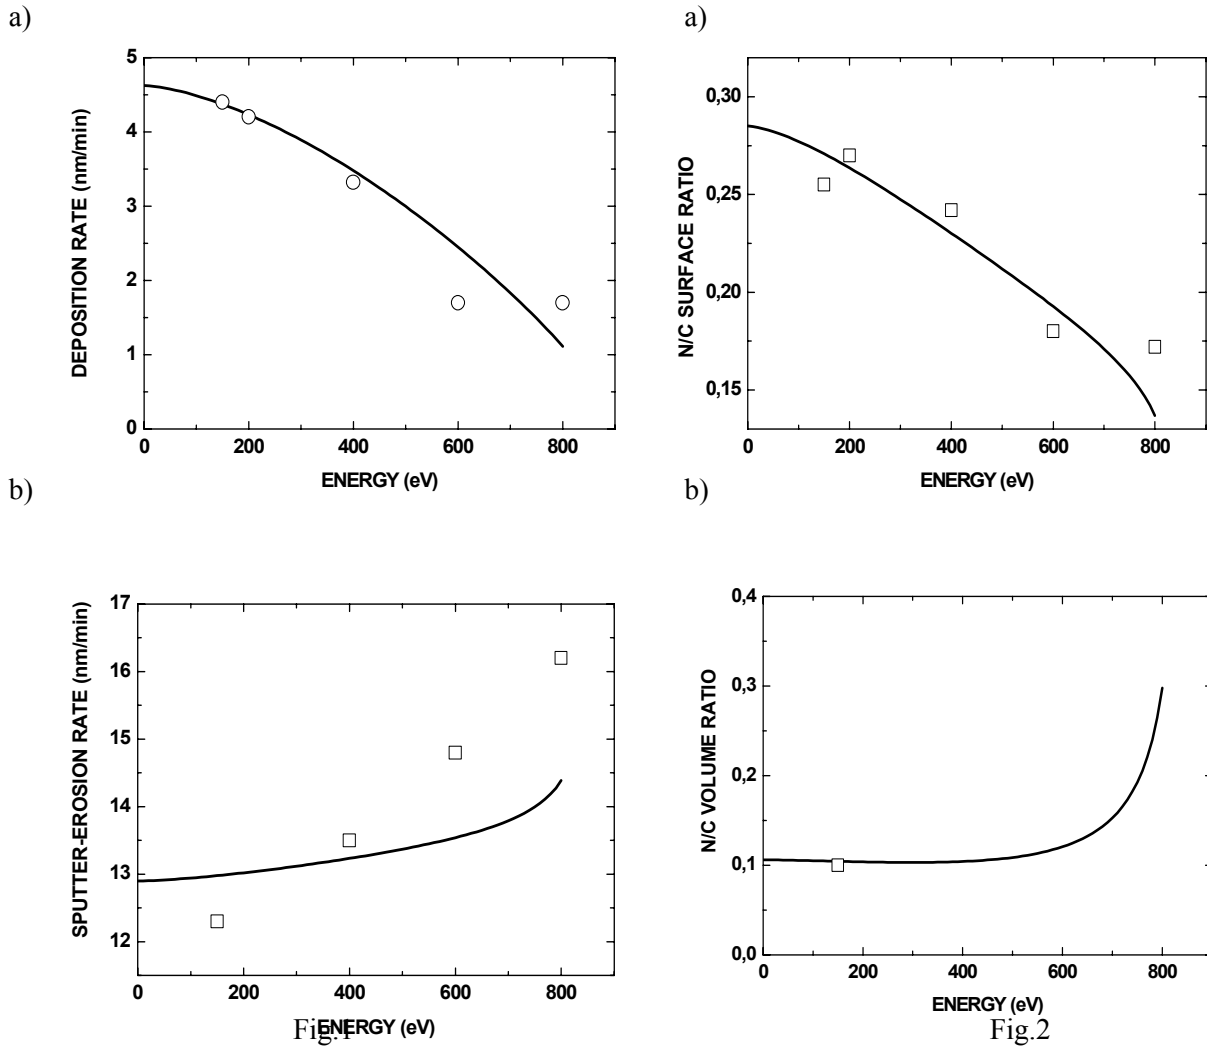 a)
5
4
3
2
1
0
DEPOSITION RATE (nm/min)
0 200 400 600 800
ENERGY (eV)
b)
17
16
15
14
13
12
SPUTTER-EROSION RATE (nm/min)
0 200 400 600 800
ENERGY (eV)
Fig.1
a)
0,30
0,25
0,20
0,15
N/C SURFACE RATIO
0 200 400 600 800
ENERGY (eV)
b)
0,4
0,3
0,2
0,1
0,0
N/C VOLUME RATIO
0 200 400 600 800
ENERGY (eV)
Fig.2